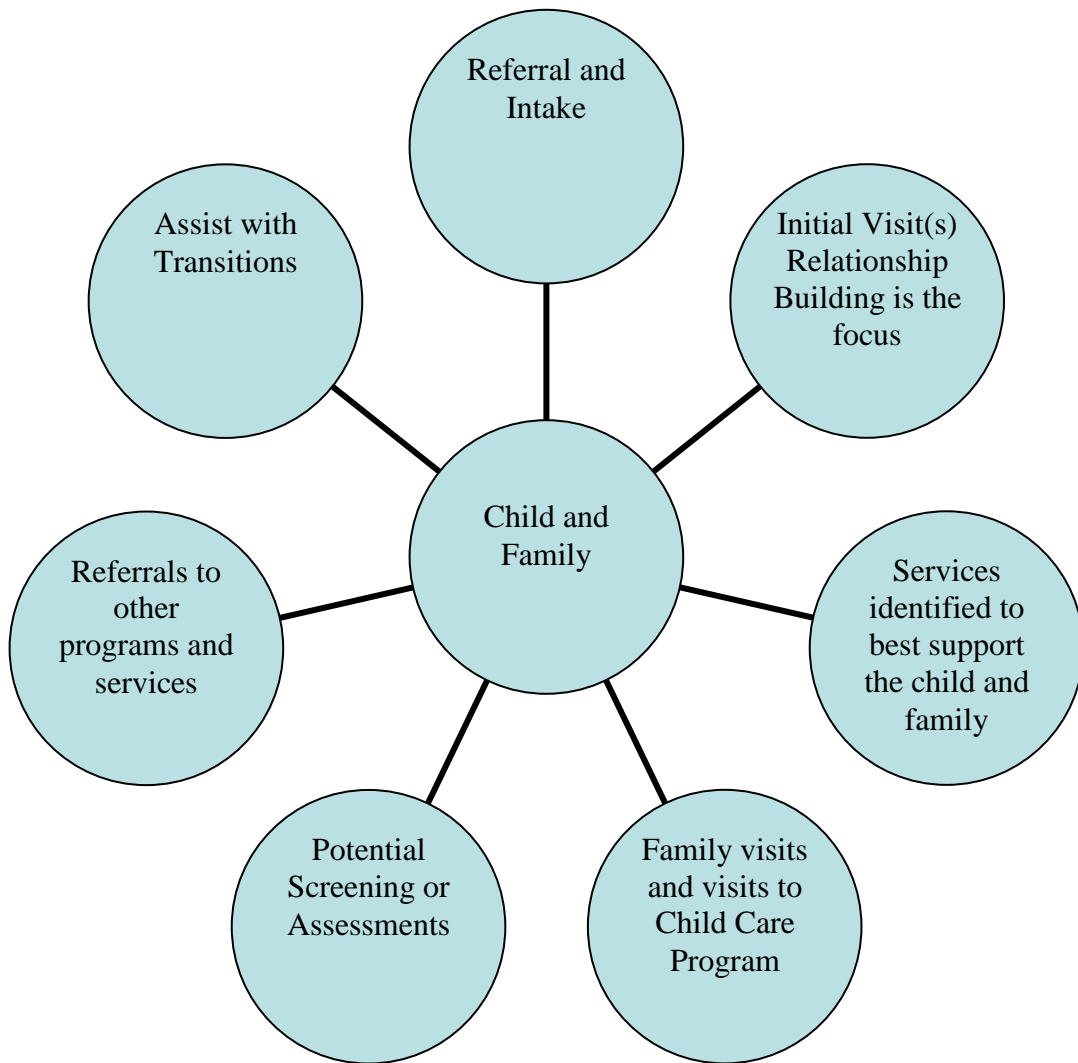 Referral and
Intake
Initial Visit(s)
Relationship
Building is the
focus
Services
identified to
best support
the child and
family
Family visits
and visits to
Child Care
Program
Potential
Screening or
Assessments
Referrals to
other
programs and
services
Assist with
Transitions
Child and
Family